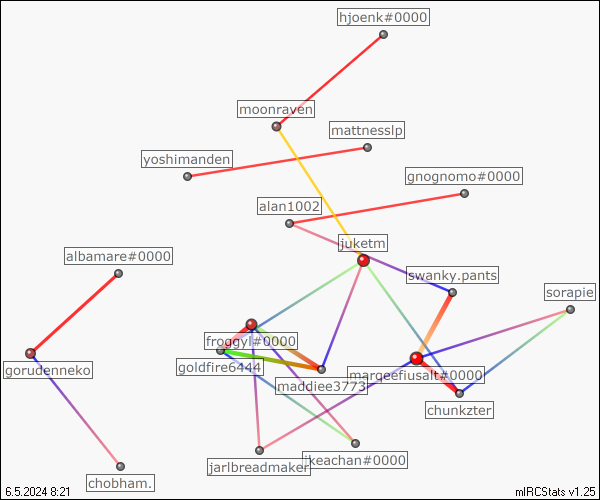 hjoenk#0000
moonraven
mattnesslp
yoshimanden
gnognomo#0000
alan1002
juketm
albamare#0000
swanky.pants
sorapie
froggyl#0000
goldfire6444
gorudenneko
margeefiusalt#0000
maddiee3773
chunkzter
jkeachan#0000
jarlbreadmaker
chobham.
6.5.2024 8:21
mIRCStats v1.25